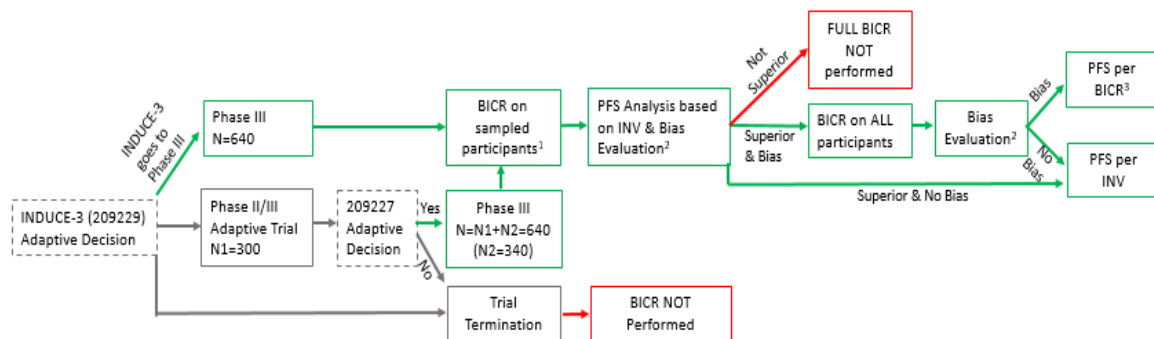 INDUCE-3 (209229)
Adaptive Decision
INDUCE-3
goes to
Phase III
Phase III
N=640
Phase II/III
Adaptive Trial
N1=300
209227
Adaptive
Decision
Yes
No
Phase III
N=N1+N2=640
(N2=340)
Trial
Termination
BICR NOT
Performed
BICR on
sampled
participants¹
PFS Analysis based
on INV & Bias
Evaluation²
Not
Superior
FULL BICR
NOT
performed
Superior
& Bias
BICR on ALL
participants
Bias
Evaluation²
Bias
No
Bias
PFS per
BICR³
PFS per
INV
Superior & No Bias